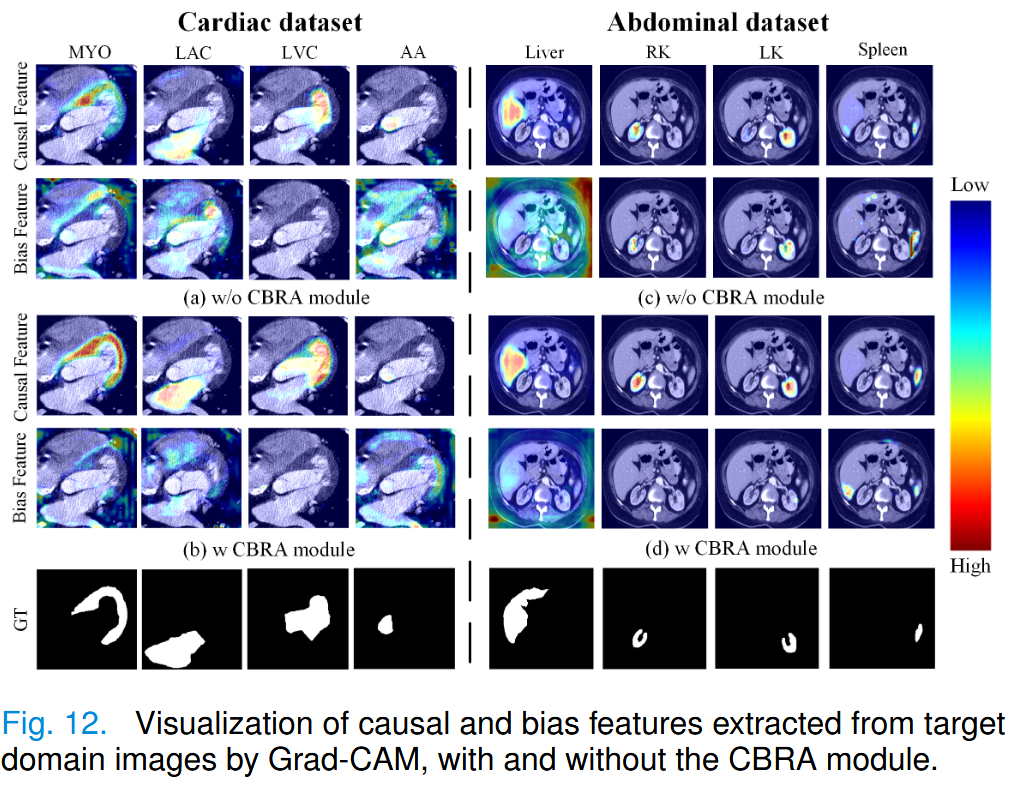 Cardiac dataset
Abdominal dataset
MYO LAC LVC AA
Liver RK LK Spleen
Causal Feature
Bias Feature
(a) w/o CBRA module
(c) w/o CBRA module
Causal Feature
Bias Feature
(b) w CBRA module
(d) w CBRA module
GT
Low
High
Fig. 12. Visualization of causal and bias features extracted from target
domain images by Grad-CAM, with and without the CBRA module.